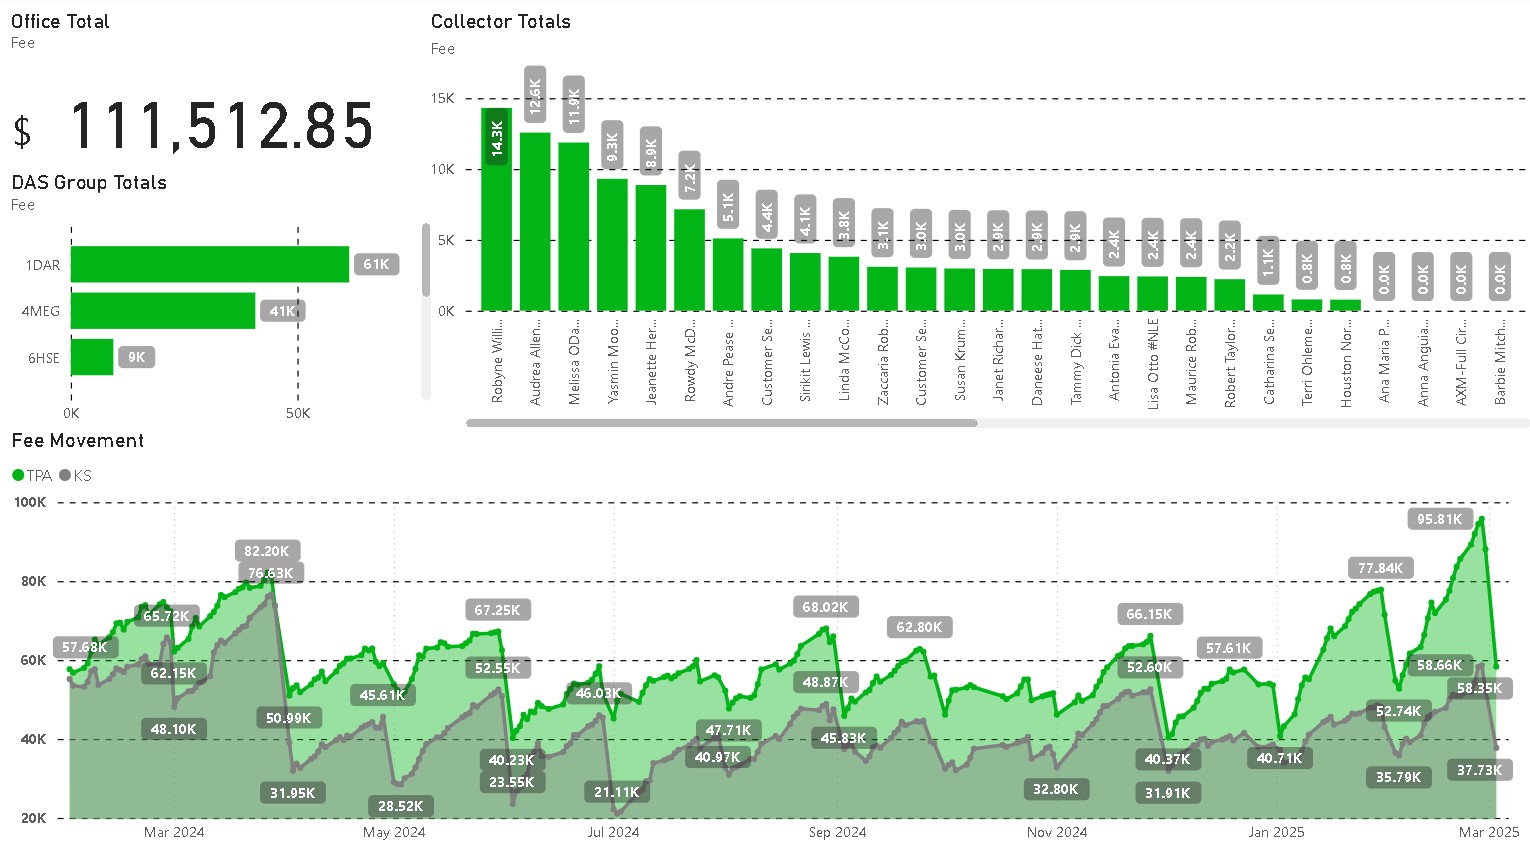 Office Total
Fee
$ 111,512.85
DAS Group Totals
Fee
1DAR 61K
4MEG 41K
6HSE 9K
0K 50K
Collector Totals
Fee
15K
10K
5K
0K
14.3K 12.6K 11.9K 9.3K 8.9K 7.2K 5.1K 4.4K 4.1K 3.8K 3.1K 3.0K 3.0K 2.9K 2.9K 2.9K 2.4K 2.4K 2.4K 2.2K 1.1K 0.8K 0.8K 0.0K 0.0K 0.0K 0.0K
Robyne Willi...
Audrea Allen...
Melissa ODa...
Yasmin Moo...
Jeanette Her...
Rowdy McD...
Andre Pease ...
Customer Se...
Sirikit Lewis ...
Linda McCo...
Zaccaria Rob...
Customer Se...
Susan Krum...
Janet Richar...
Daneese Hat...
Tammy Dick ...
Antonia Eva...
Lisa Otto #NLE
Maurice Rob...
Robert Taylor...
Catharina Se...
Terri Ohleme...
Houston Nor...
Ana Maria P...
Anna Anguia...
AXM-Full Cir...
Barbie Mitch...
Fee Movement
TPA KS
100K
80K
60K
40K
20K
57.68K
65.72K
62.15K
48.10K
82.20K
76.63K
50.99K
31.95K
45.61K
28.52K
67.25K
52.55K
40.23K
23.55K
46.03K
21.11K
47.71K
40.97K
68.02K
48.87K
45.83K
62.80K
32.80K
66.15K
52.60K
40.37K
31.91K
57.61K
40.71K
77.84K
52.74K
35.79K
95.81K
58.66K
58.35K
37.73K
Mar 2024 May 2024 Jul 2024 Sep 2024 Nov 2024 Jan 2025 Mar 2025